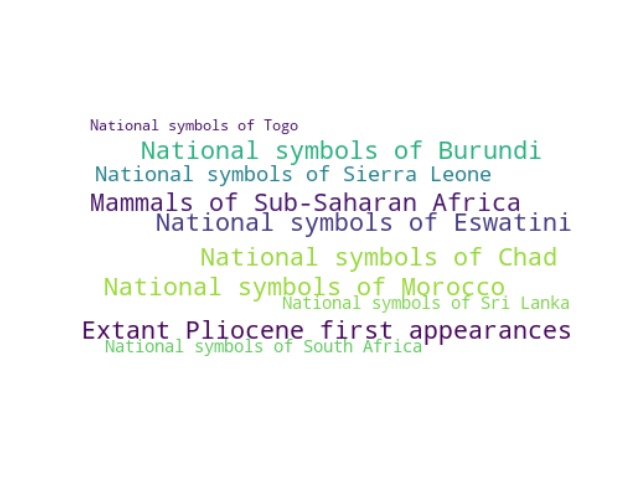 National symbols of Togo
National symbols of Burundi
National symbols of Sierra Leone
Mammals of Sub-Saharan Africa
National symbols of Eswatini
National symbols of Chad
National symbols of Morocco
National symbols of Sri Lanka
Extant Pliocene first appearances
National symbols of South Africa